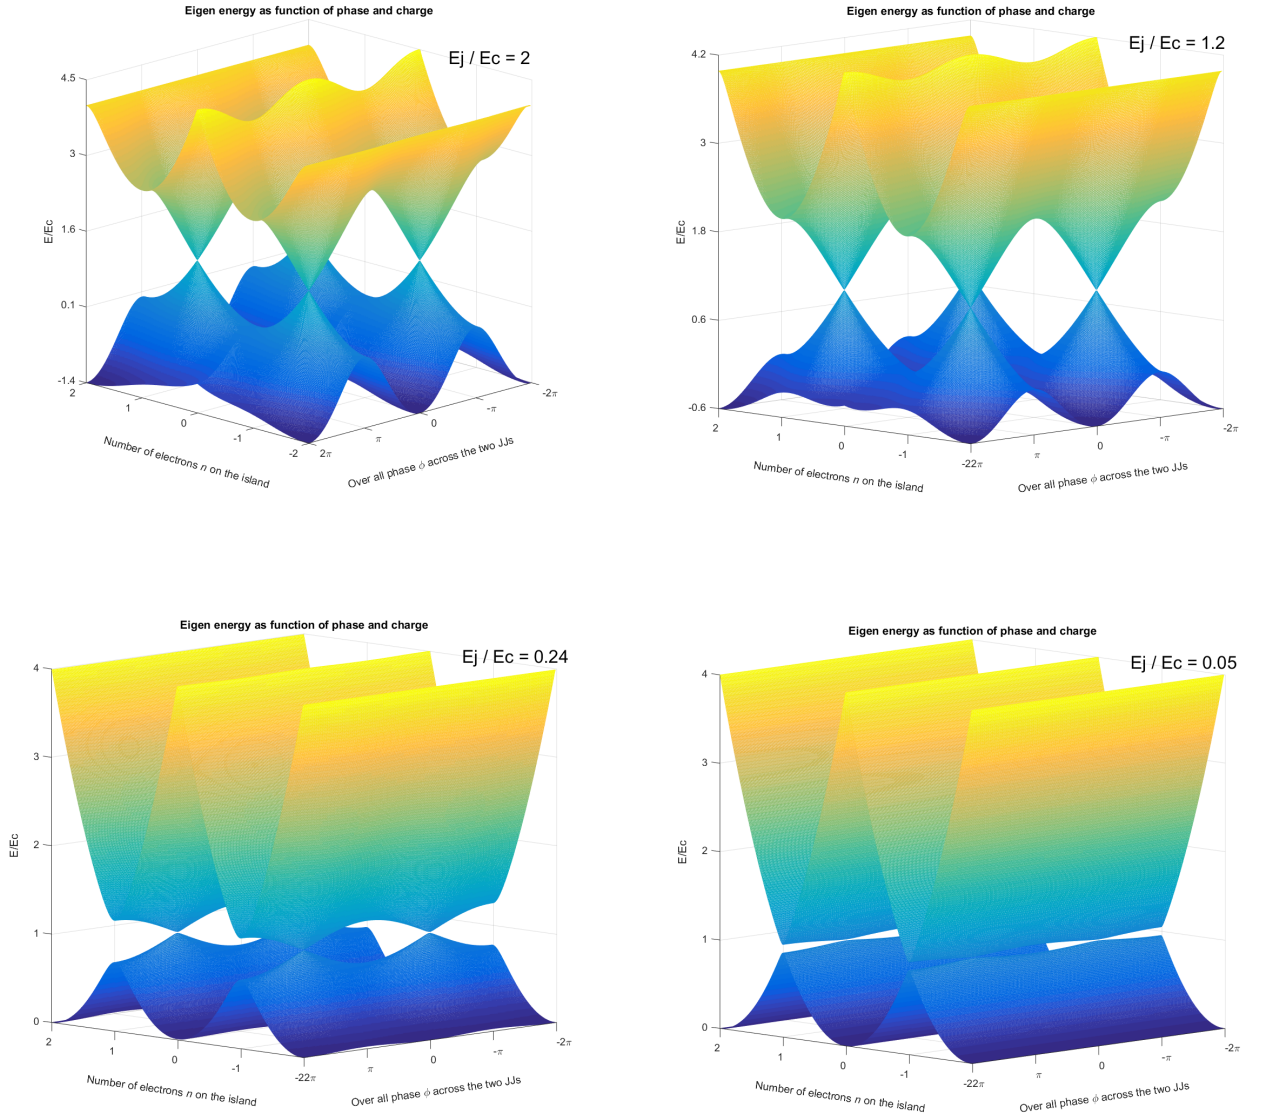 Eigen energy as function of phase and charge
Ej / Ec = 2
4.5
3
1.6
0.1
-1.4
E/Ec
2
1
0
-1
-2
2π
π
0
-π
-2π
Number of electrons n on the island
Over all phase ϕ across the two JJs
Eigen energy as function of phase and charge
Ej / Ec = 1.2
4.2
3
1.8
0.6
-0.6
E/Ec
2
1
0
-1
-22π
π
0
-π
-2π
Number of electrons n on the island
Over all phase ϕ across the two JJs
Eigen energy as function of phase and charge
Ej / Ec = 0.24
4
3
2
1
0
E/Ec
2
1
0
-1
-22π
π
0
-π
-2π
Number of electrons n on the island
Over all phase ϕ across the two JJs
Eigen energy as function of phase and charge
Ej / Ec = 0.05
4
3
2
1
0
E/Ec
2
1
0
-1
-22π
π
0
-π
-2π
Number of electrons n on the island
Over all phase ϕ across the two JJs